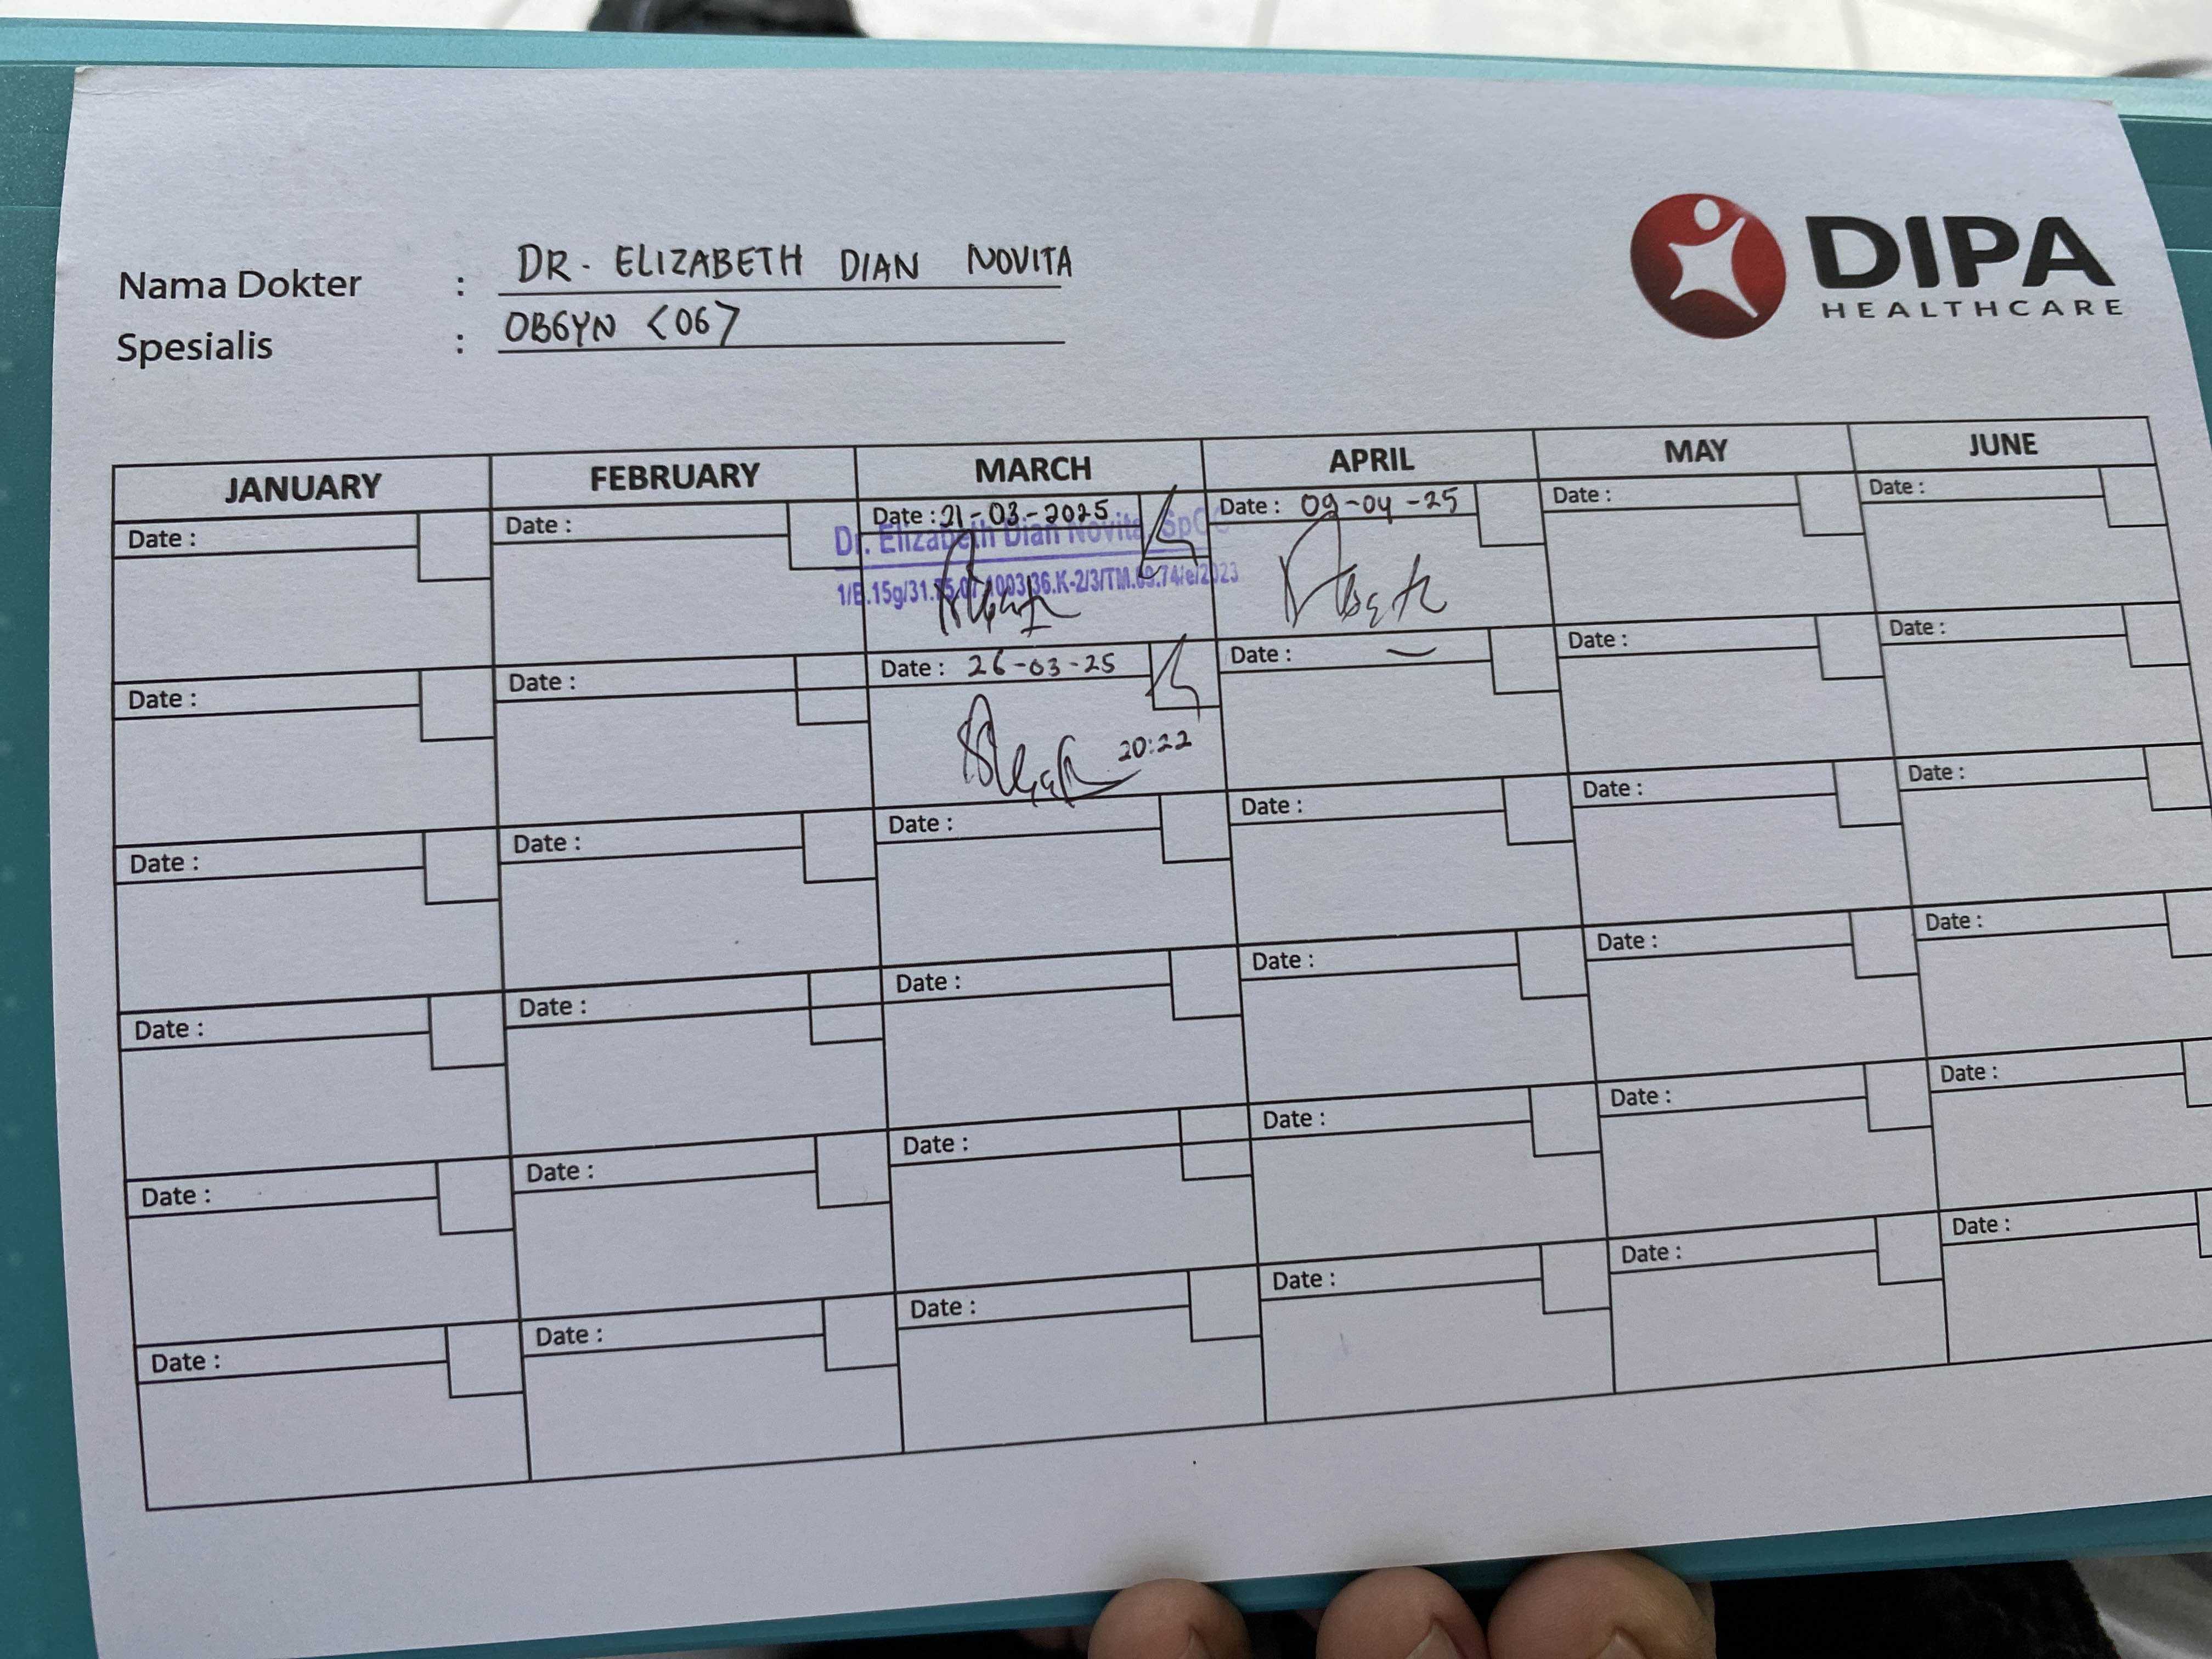 DIPA
HEALTHCARE
Nama Dokter : DR. ELIZABETH DIAN NOVITA
Spesialis : OBGYN <06>
JANUARY FEBRUARY MARCH APRIL MAY JUNE
Date : Date : Date : 21-03-2025 Date : 09-04-25 Date : Date :
Dr. Elizabeth Dian Novita, SpOG
Date : Date : Date : 26-03-25 Date : Date : Date :
20:22
Date : Date : Date : Date : Date : Date :
Date : Date : Date : Date : Date : Date :
Date : Date : Date : Date : Date : Date :
Date : Date : Date : Date : Date : Date :